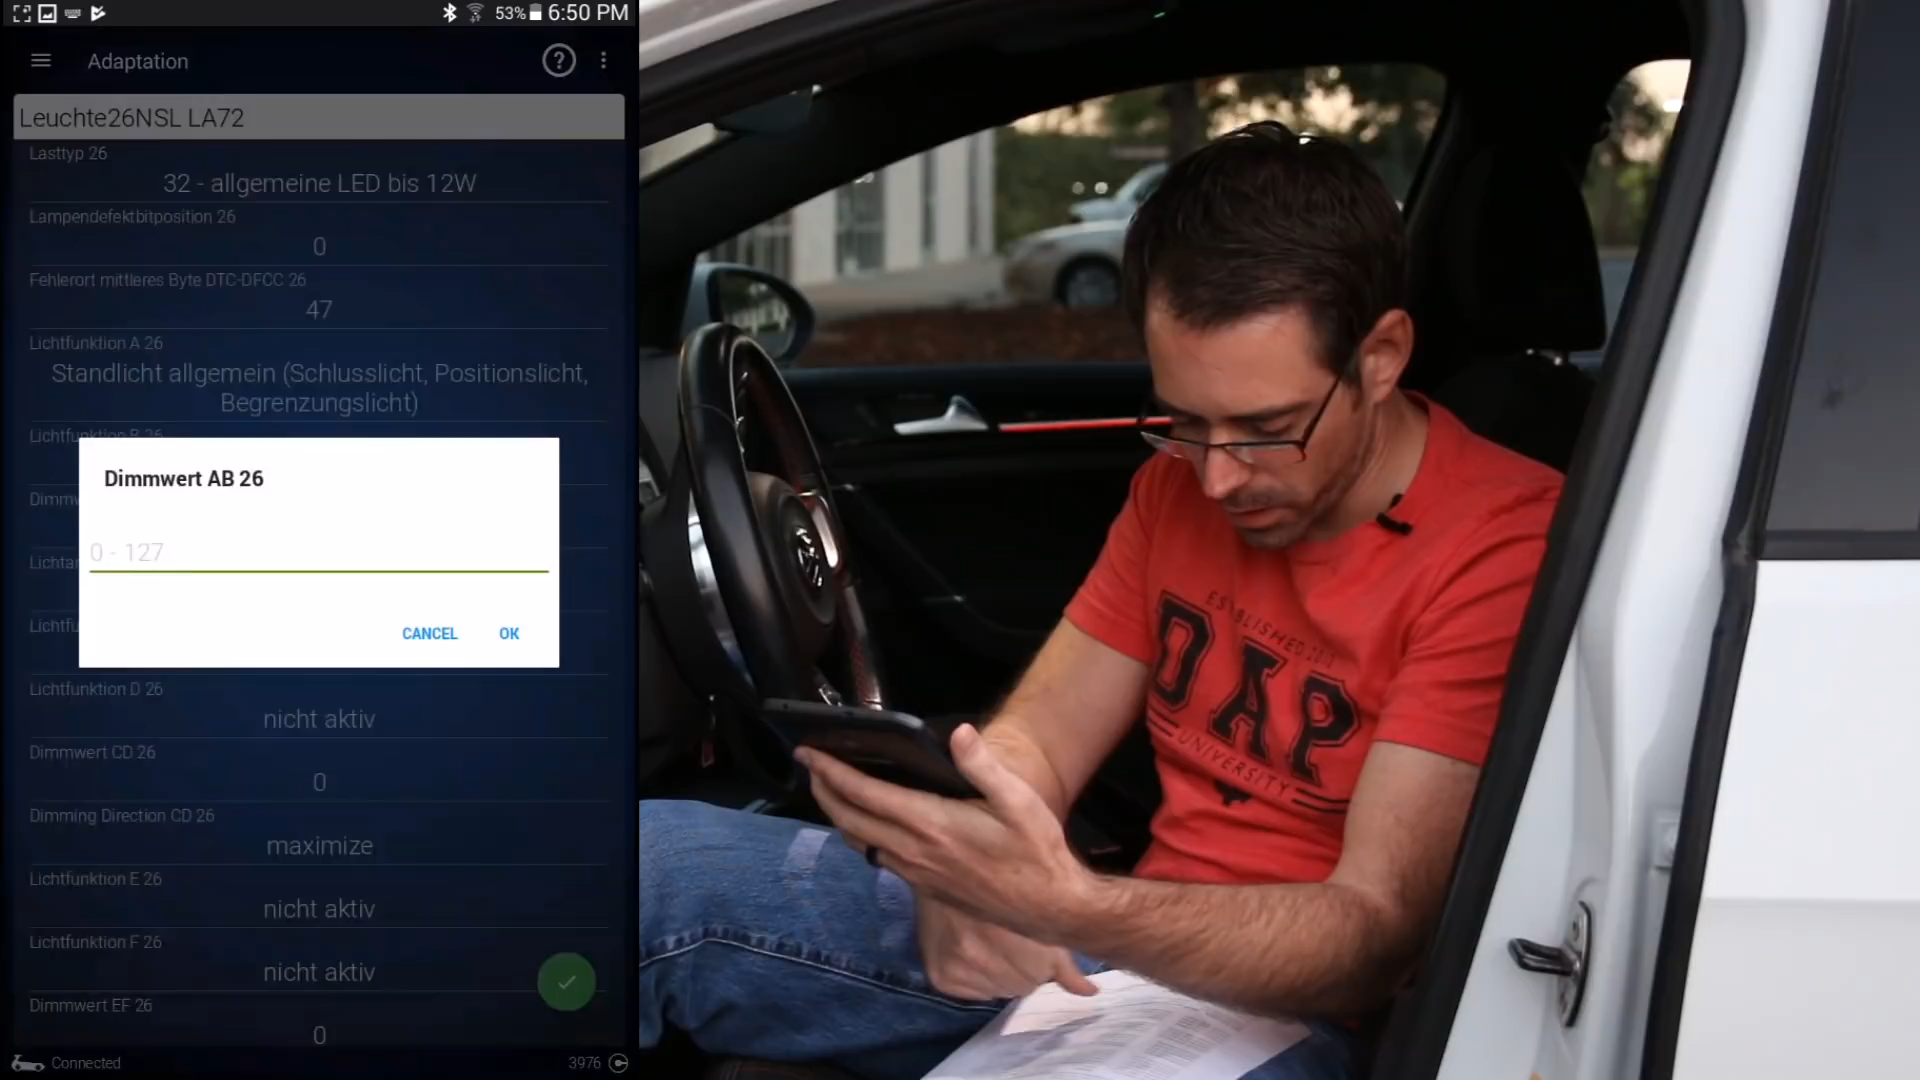 53% 6:50 PM
Adaptation
Leuchte26NSL LA72
Lasttyp 26
32 - allgemeine LED bis 12W
Lampendefektbitposition 26
0
Fehlerort mittleres Byte DTC-DFCC 26
47
Lichtfunktion A 26
Standlicht allgemein (Schlusslicht, Positionslicht,
Begrenzungslicht)
Lichtfunktion B 26
Dimmwert AB 26
0 - 127
CANCEL OK
Lichtfunktion D 26
nicht aktiv
Dimmwert CD 26
0
Dimming Direction CD 26
maximize
Lichtfunktion E 26
nicht aktiv
Lichtfunktion F 26
nicht aktiv
Dimmwert EF 26
0
Connected 3976
ESTABLISHED
DAP
UNIVERSITY